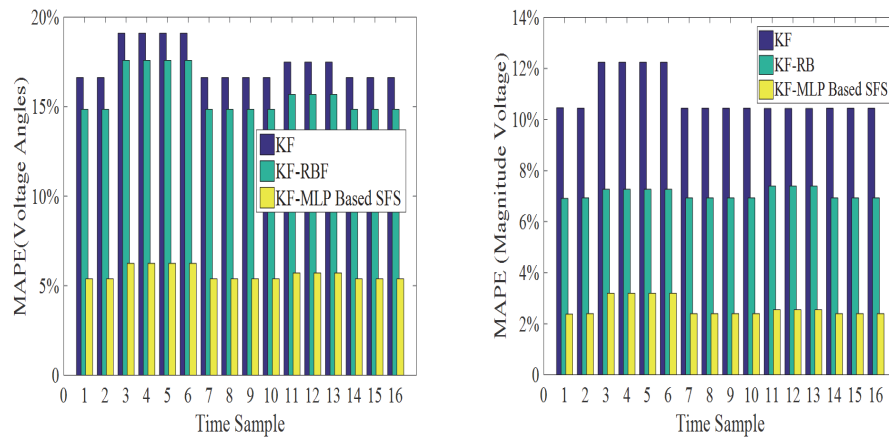 20%
15%
10%
5%
0
MAPE(Voltage Angles)
KF
KF-RBF
KF-MLP Based SFS
0 1 2 3 4 5 6 7 8 9 10 11 12 13 14 15 16
Time Sample
14%
12%
10%
8%
6%
4%
2%
0
MAPE (Magnitude Voltage)
KF
KF-RB
KF-MLP Based SFS
0 1 2 3 4 5 6 7 8 9 10 11 12 13 14 15 16
Time Sample